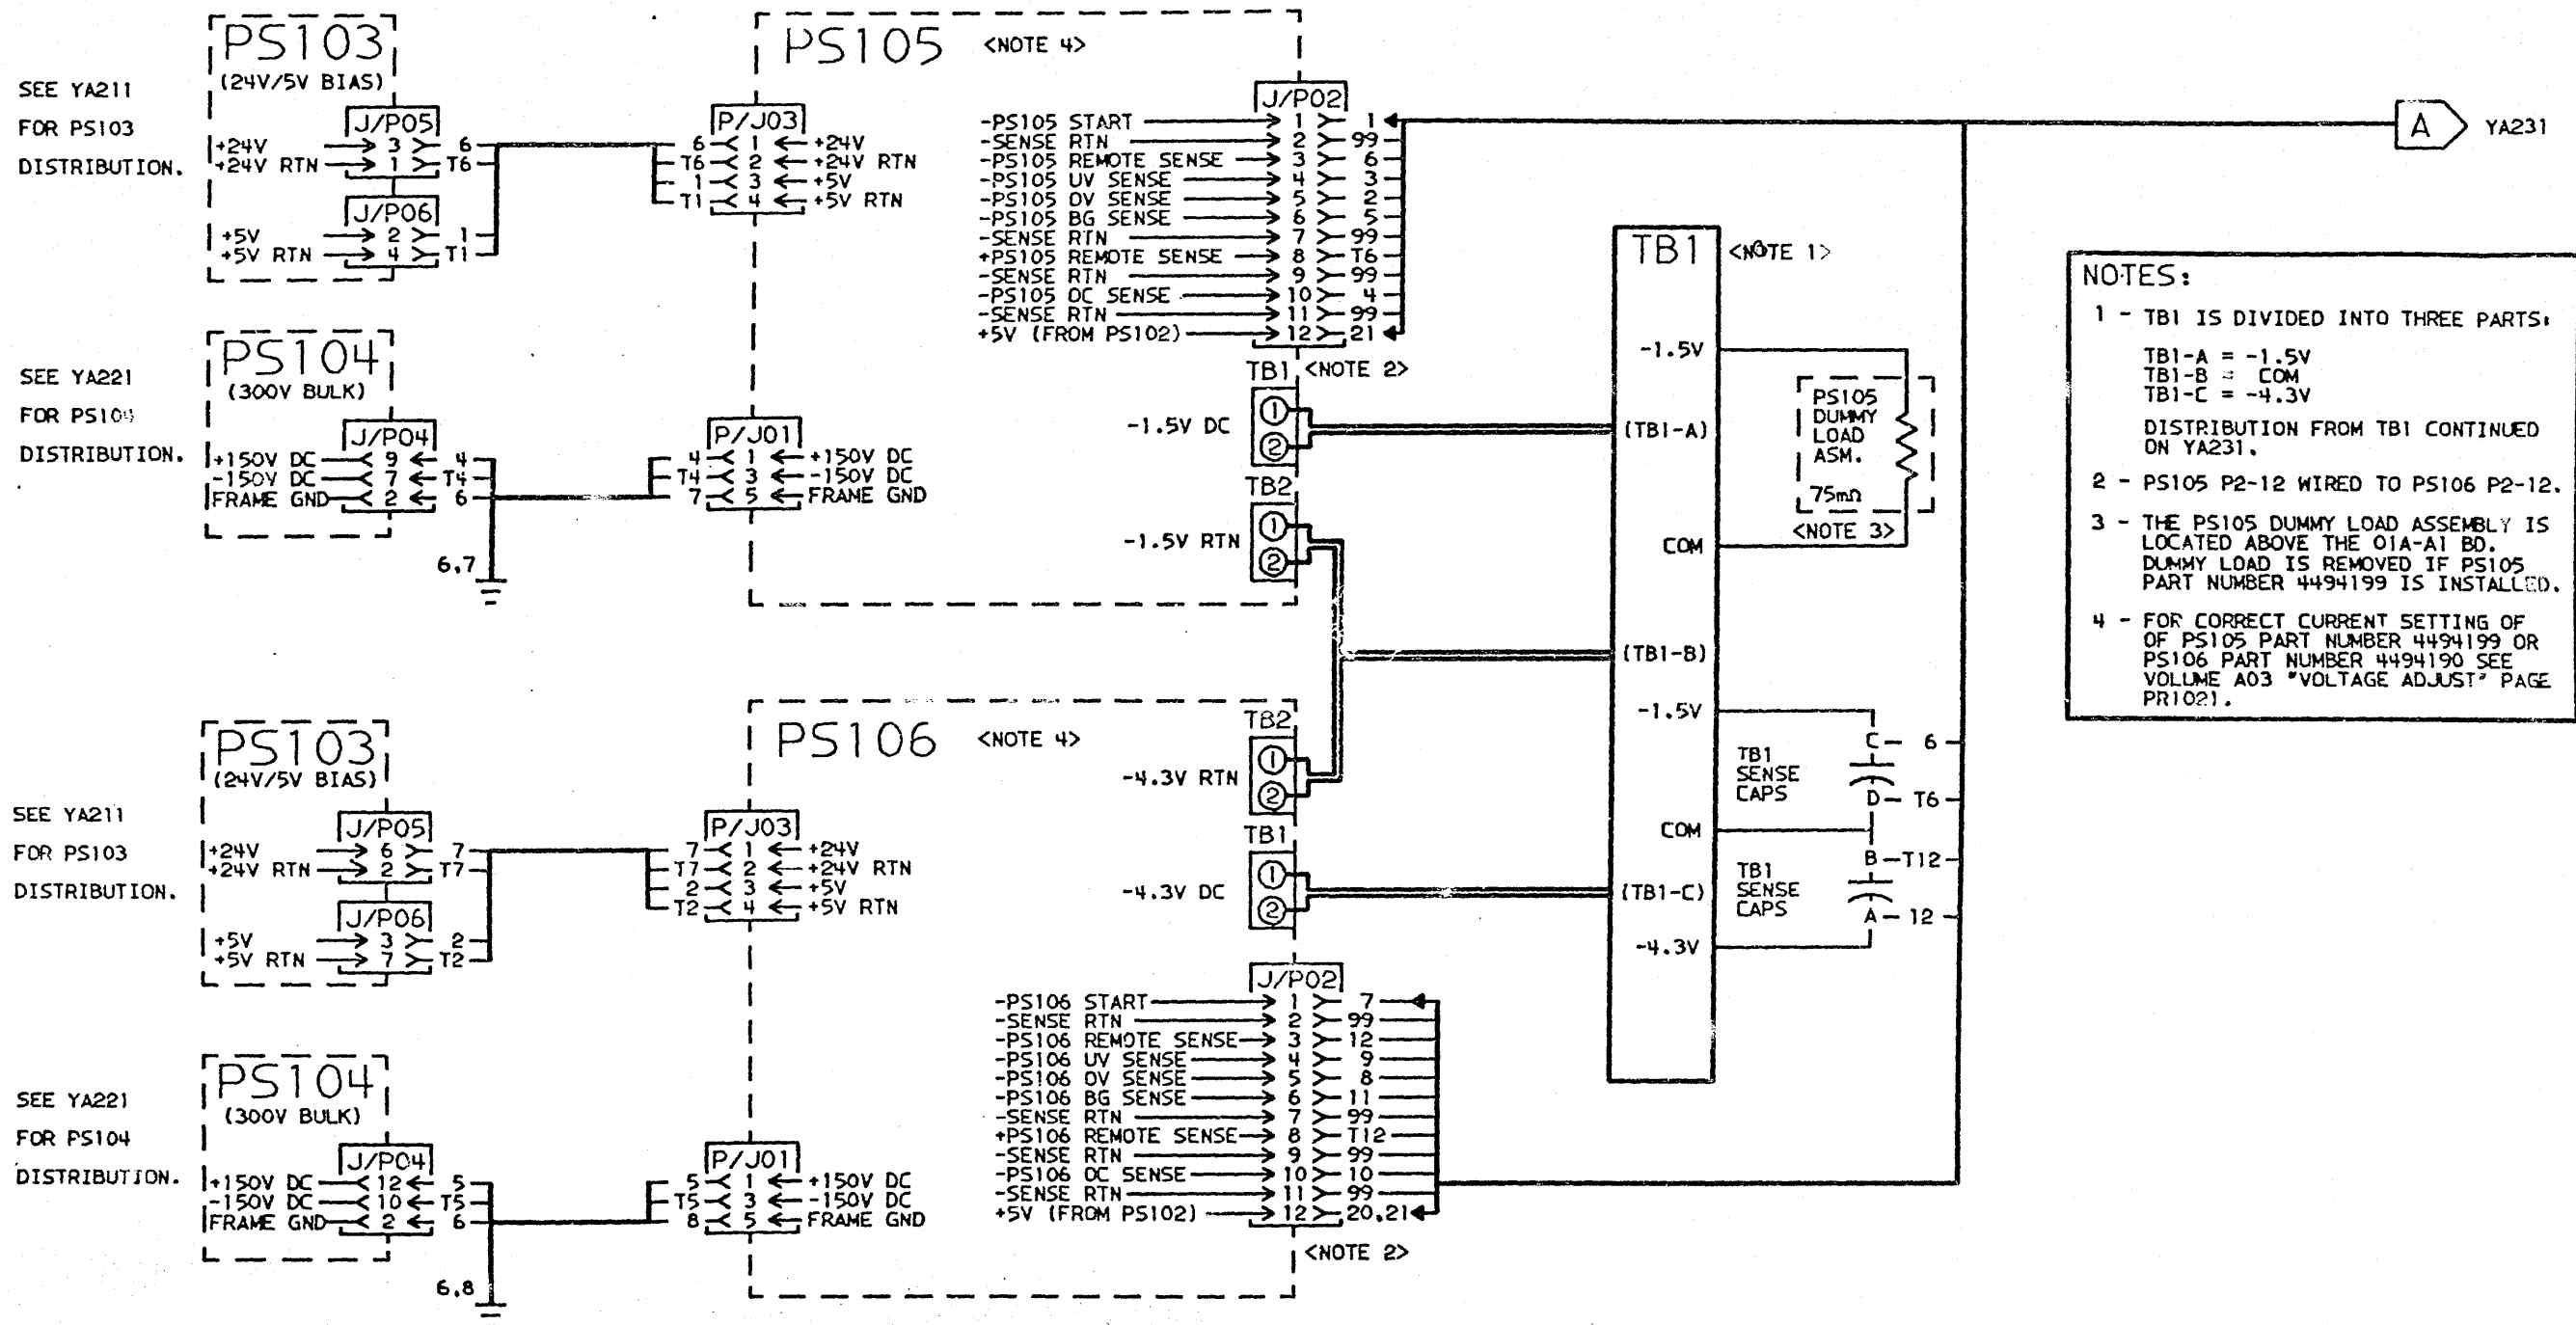 PS103
(24V/5V BIAS)
SEE YA211
FOR PS103
DISTRIBUTION.
J/P05
+24V 3 6
+24V RTN 1 T6
J/P06
+5V 2 1
+5V RTN 4 T1
P/J03
6 1 +24V
T6 2 +24V RTN
1 3 +5V
T1 4 +5V RTN
PS105 <NOTE 4>
J/P02
-PS105 START 1 1
-SENSE RTN 2 99
-PS105 REMOTE SENSE 3 6
-PS105 UV SENSE 4 3
-PS105 OV SENSE 5 2
-PS105 BG SENSE 6 5
-SENSE RTN 7 99
+PS105 REMOTE SENSE 8 T6
-SENSE RTN 9 99
-PS105 OC SENSE 10 4
-SENSE RTN 11 99
+5V (FROM PS102) 12 21
<NOTE 2>
A YA231
PS104
(300V BULK)
SEE YA221
FOR PS104
DISTRIBUTION.
J/P04
+150V DC 9 4
-150V DC 7 T4
FRAME GND 2 6
6,7
P/J01
4 1 +150V DC
T4 3 -150V DC
7 5 FRAME GND
TB1
-1.5V DC 1
2
TB2
-1.5V RTN 1
2
TB1 <NOTE 1>
-1.5V
(TB1-A)
COM
(TB1-B)
-1.5V
COM
(TB1-C)
-4.3V
PS105
DUMMY
LOAD
ASM.
75mΩ
<NOTE 3>
TB1
SENSE
CAPS
C 6
D T6
TB1
SENSE
CAPS
B T12
A 12
NOTES:
1 - TB1 IS DIVIDED INTO THREE PARTS:
TB1-A = -1.5V
TB1-B = COM
TB1-C = -4.3V
DISTRIBUTION FROM TB1 CONTINUED
ON YA231.
2 - PS105 P2-12 WIRED TO PS106 P2-12.
3 - THE PS105 DUMMY LOAD ASSEMBLY IS
LOCATED ABOVE THE 01A-A1 BD.
DUMMY LOAD IS REMOVED IF PS105
PART NUMBER 4494199 IS INSTALLED.
4 - FOR CORRECT CURRENT SETTING OF
OF PS105 PART NUMBER 4494199 OR
PS106 PART NUMBER 4494190 SEE
VOLUME A03 "VOLTAGE ADJUST" PAGE
PR1021.
PS103
(24V/5V BIAS)
SEE YA211
FOR PS103
DISTRIBUTION.
J/P05
+24V 6 7
+24V RTN 2 T7
J/P06
+5V 3 2
+5V RTN 7 T2
P/J03
7 1 +24V
T7 2 +24V RTN
2 3 +5V
T2 4 +5V RTN
PS106 <NOTE 4>
TB2
-4.3V RTN 1
2
TB1
-4.3V DC 1
2
J/P02
-PS106 START 1 7
-SENSE RTN 2 99
-PS106 REMOTE SENSE 3 12
-PS106 UV SENSE 4 9
-PS106 OV SENSE 5 8
-PS106 BG SENSE 6 11
-SENSE RTN 7 99
+PS106 REMOTE SENSE 8 T12
-SENSE RTN 9 99
-PS106 OC SENSE 10 10
-SENSE RTN 11 99
+5V (FROM PS102) 12 20,21
<NOTE 2>
PS104
(300V BULK)
SEE YA221
FOR PS104
DISTRIBUTION.
J/P04
+150V DC 12 5
-150V DC 10 T5
FRAME GND 2 6
6,8
P/J01
5 1 +150V DC
T5 3 -150V DC
8 5 FRAME GND